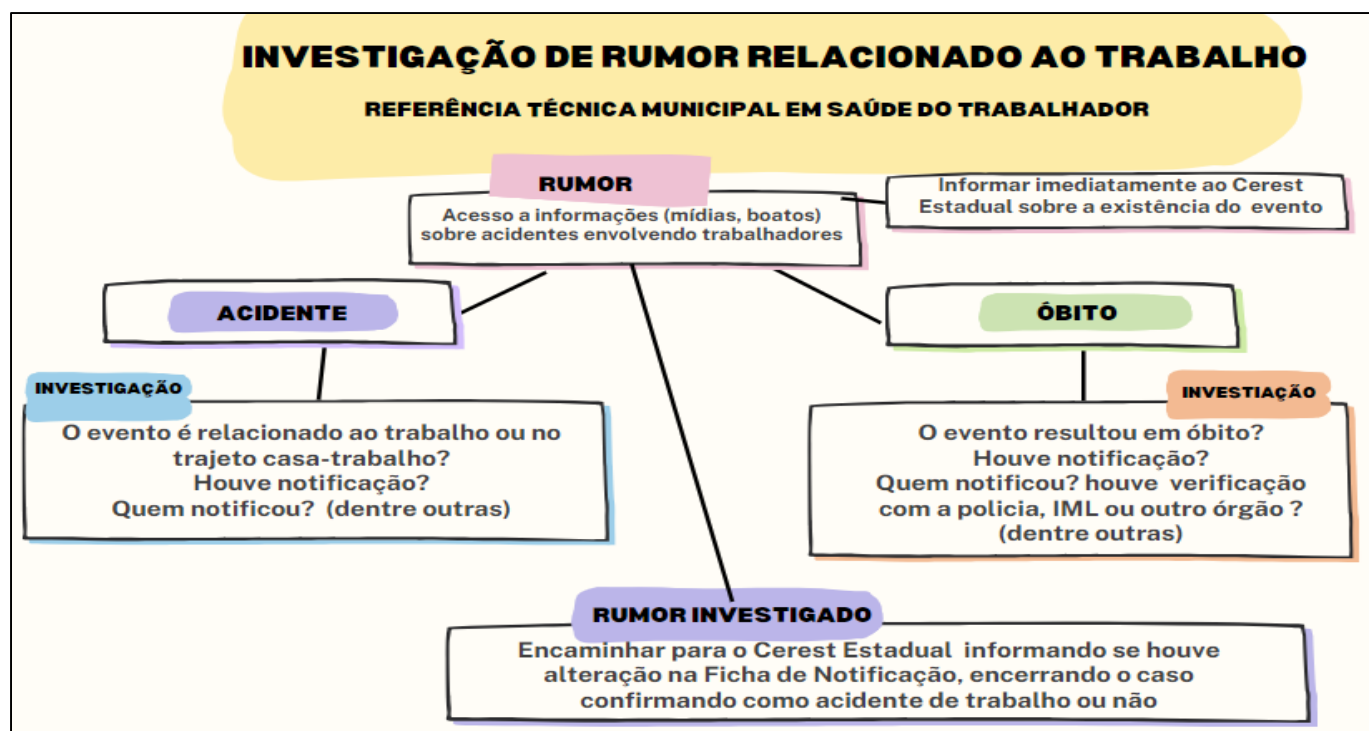 INVESTIGAÇÃO DE RUMOR RELACIONADO AO TRABALHO
REFERÊNCIA TÉCNICA MUNICIPAL EM SAÚDE DO TRABALHADOR
RUMOR
Acesso a informações (mídias, boatos)
sobre acidentes envolvendo trabalhadores
Informar imediatamente ao Cerest
Estadual sobre a existência do evento
ACIDENTE
ÓBITO
INVESTIGAÇÃO
O evento é relacionado ao trabalho ou no
trajeto casa-trabalho?
Houve notificação?
Quem notificou? (dentre outras)
INVESTIAÇÃO
O evento resultou em óbito?
Houve notificação?
Quem notificou? houve verificação
com a policia, IML ou outro órgão ?
(dentre outras)
RUMOR INVESTIGADO
Encaminhar para o Cerest Estadual informando se houve
alteração na Ficha de Notificação, encerrando o caso
confirmando como acidente de trabalho ou não